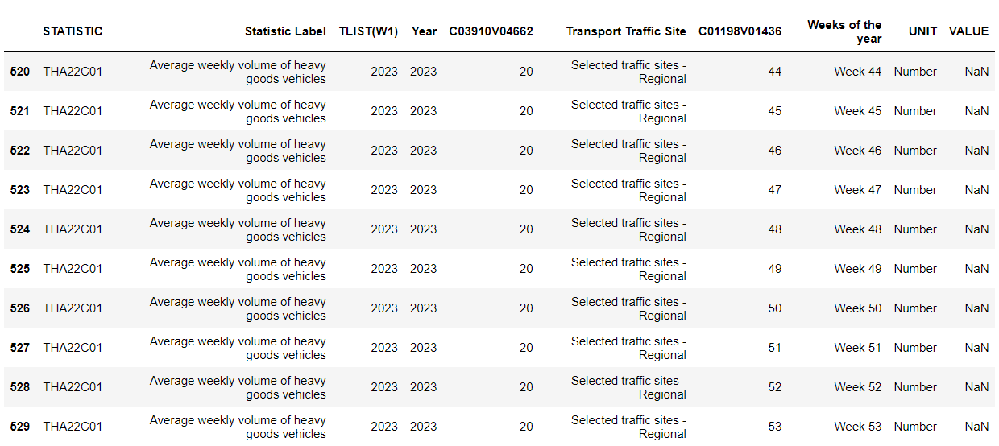 STATISTIC Statistic Label TLIST(W1) Year C03910V04662 Transport Traffic Site C01198V01436 Weeks of the year UNIT VALUE
520 THA22C01 Average weekly volume of heavy goods vehicles 2023 2023 20 Selected traffic sites - Regional 44 Week 44 Number NaN
521 THA22C01 Average weekly volume of heavy goods vehicles 2023 2023 20 Selected traffic sites - Regional 45 Week 45 Number NaN
522 THA22C01 Average weekly volume of heavy goods vehicles 2023 2023 20 Selected traffic sites - Regional 46 Week 46 Number NaN
523 THA22C01 Average weekly volume of heavy goods vehicles 2023 2023 20 Selected traffic sites - Regional 47 Week 47 Number NaN
524 THA22C01 Average weekly volume of heavy goods vehicles 2023 2023 20 Selected traffic sites - Regional 48 Week 48 Number NaN
525 THA22C01 Average weekly volume of heavy goods vehicles 2023 2023 20 Selected traffic sites - Regional 49 Week 49 Number NaN
526 THA22C01 Average weekly volume of heavy goods vehicles 2023 2023 20 Selected traffic sites - Regional 50 Week 50 Number NaN
527 THA22C01 Average weekly volume of heavy goods vehicles 2023 2023 20 Selected traffic sites - Regional 51 Week 51 Number NaN
528 THA22C01 Average weekly volume of heavy goods vehicles 2023 2023 20 Selected traffic sites - Regional 52 Week 52 Number NaN
529 THA22C01 Average weekly volume of heavy goods vehicles 2023 2023 20 Selected traffic sites - Regional 53 Week 53 Number NaN